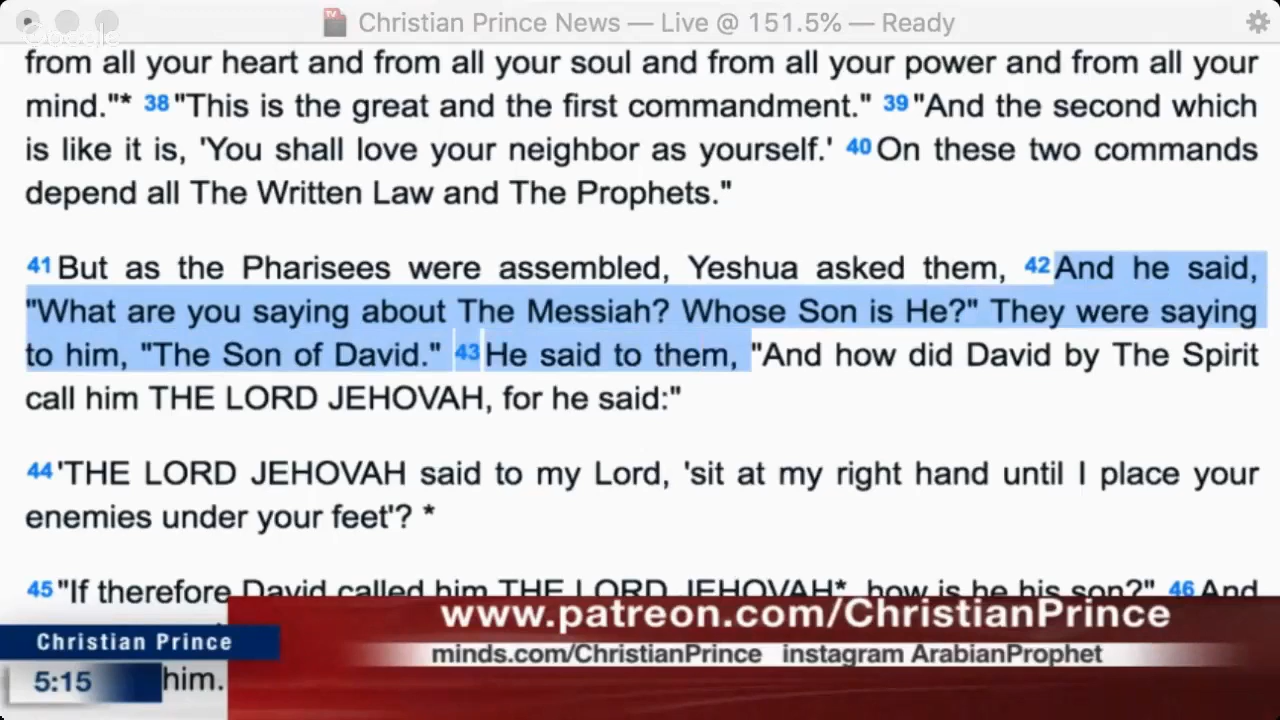 Christian Prince News — Live @ 151.5% — Ready
Google
from all your heart and from all your soul and from all your power and from all your
mind."* 38 "This is the great and the first commandment." 39 "And the second which
is like it is, 'You shall love your neighbor as yourself.' 40 On these two commands
depend all The Written Law and The Prophets."
41 But as the Pharisees were assembled, Yeshua asked them, 42 And he said,
"What are you saying about The Messiah? Whose Son is He?" They were saying
to him, "The Son of David." 43 He said to them, "And how did David by The Spirit
call him THE LORD JEHOVAH, for he said:"
44 'THE LORD JEHOVAH said to my Lord, 'sit at my right hand until I place your
enemies under your feet'? *
45 "If therefore David called him THE LORD JEHOVAH*, how is he his son?" 46 And
www.patreon.com/ChristianPrince
Christian Prince
minds.com/ChristianPrince instagram ArabianProphet
5:15 him.